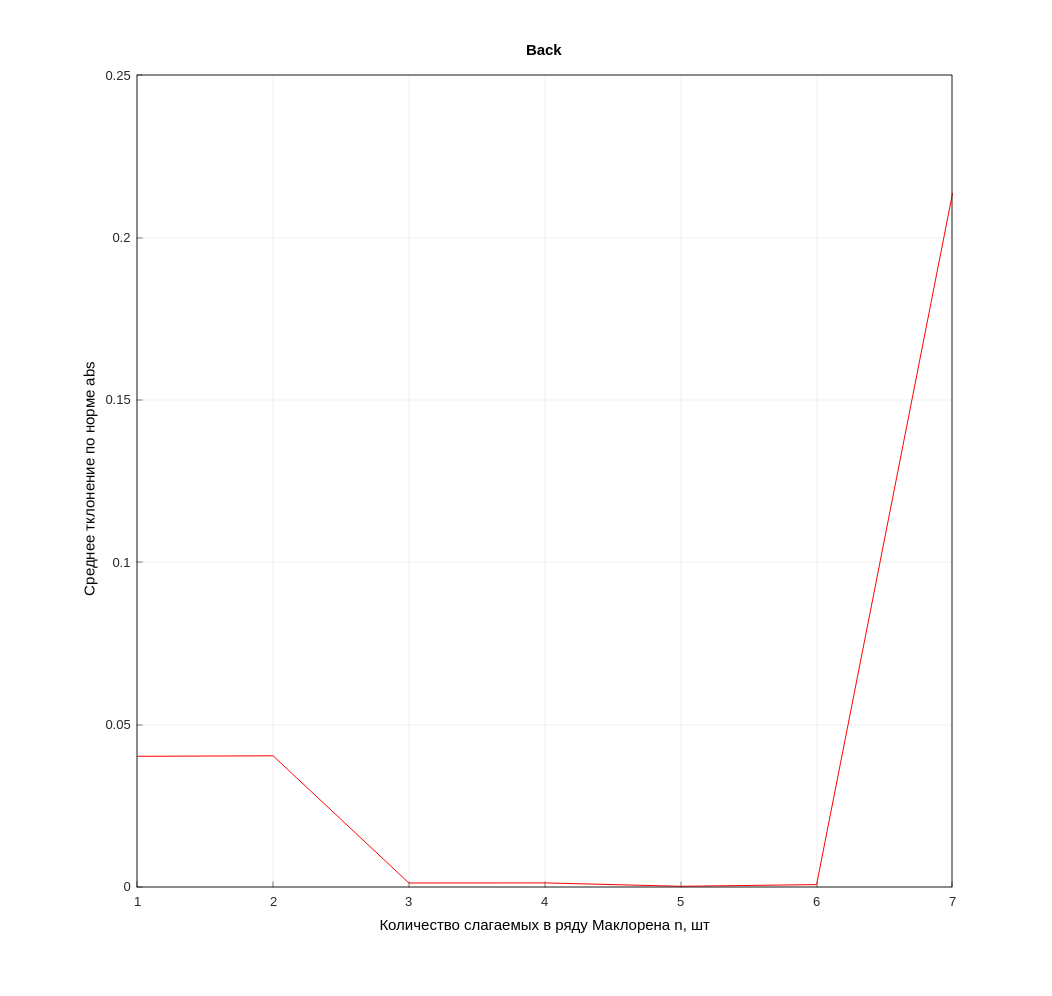 Back
0.25
0.2
0.15
0.1
0.05
0
Среднее тклонение по норме abs
1 2 3 4 5 6 7
Количество слагаемых в ряду Маклорена n, шт